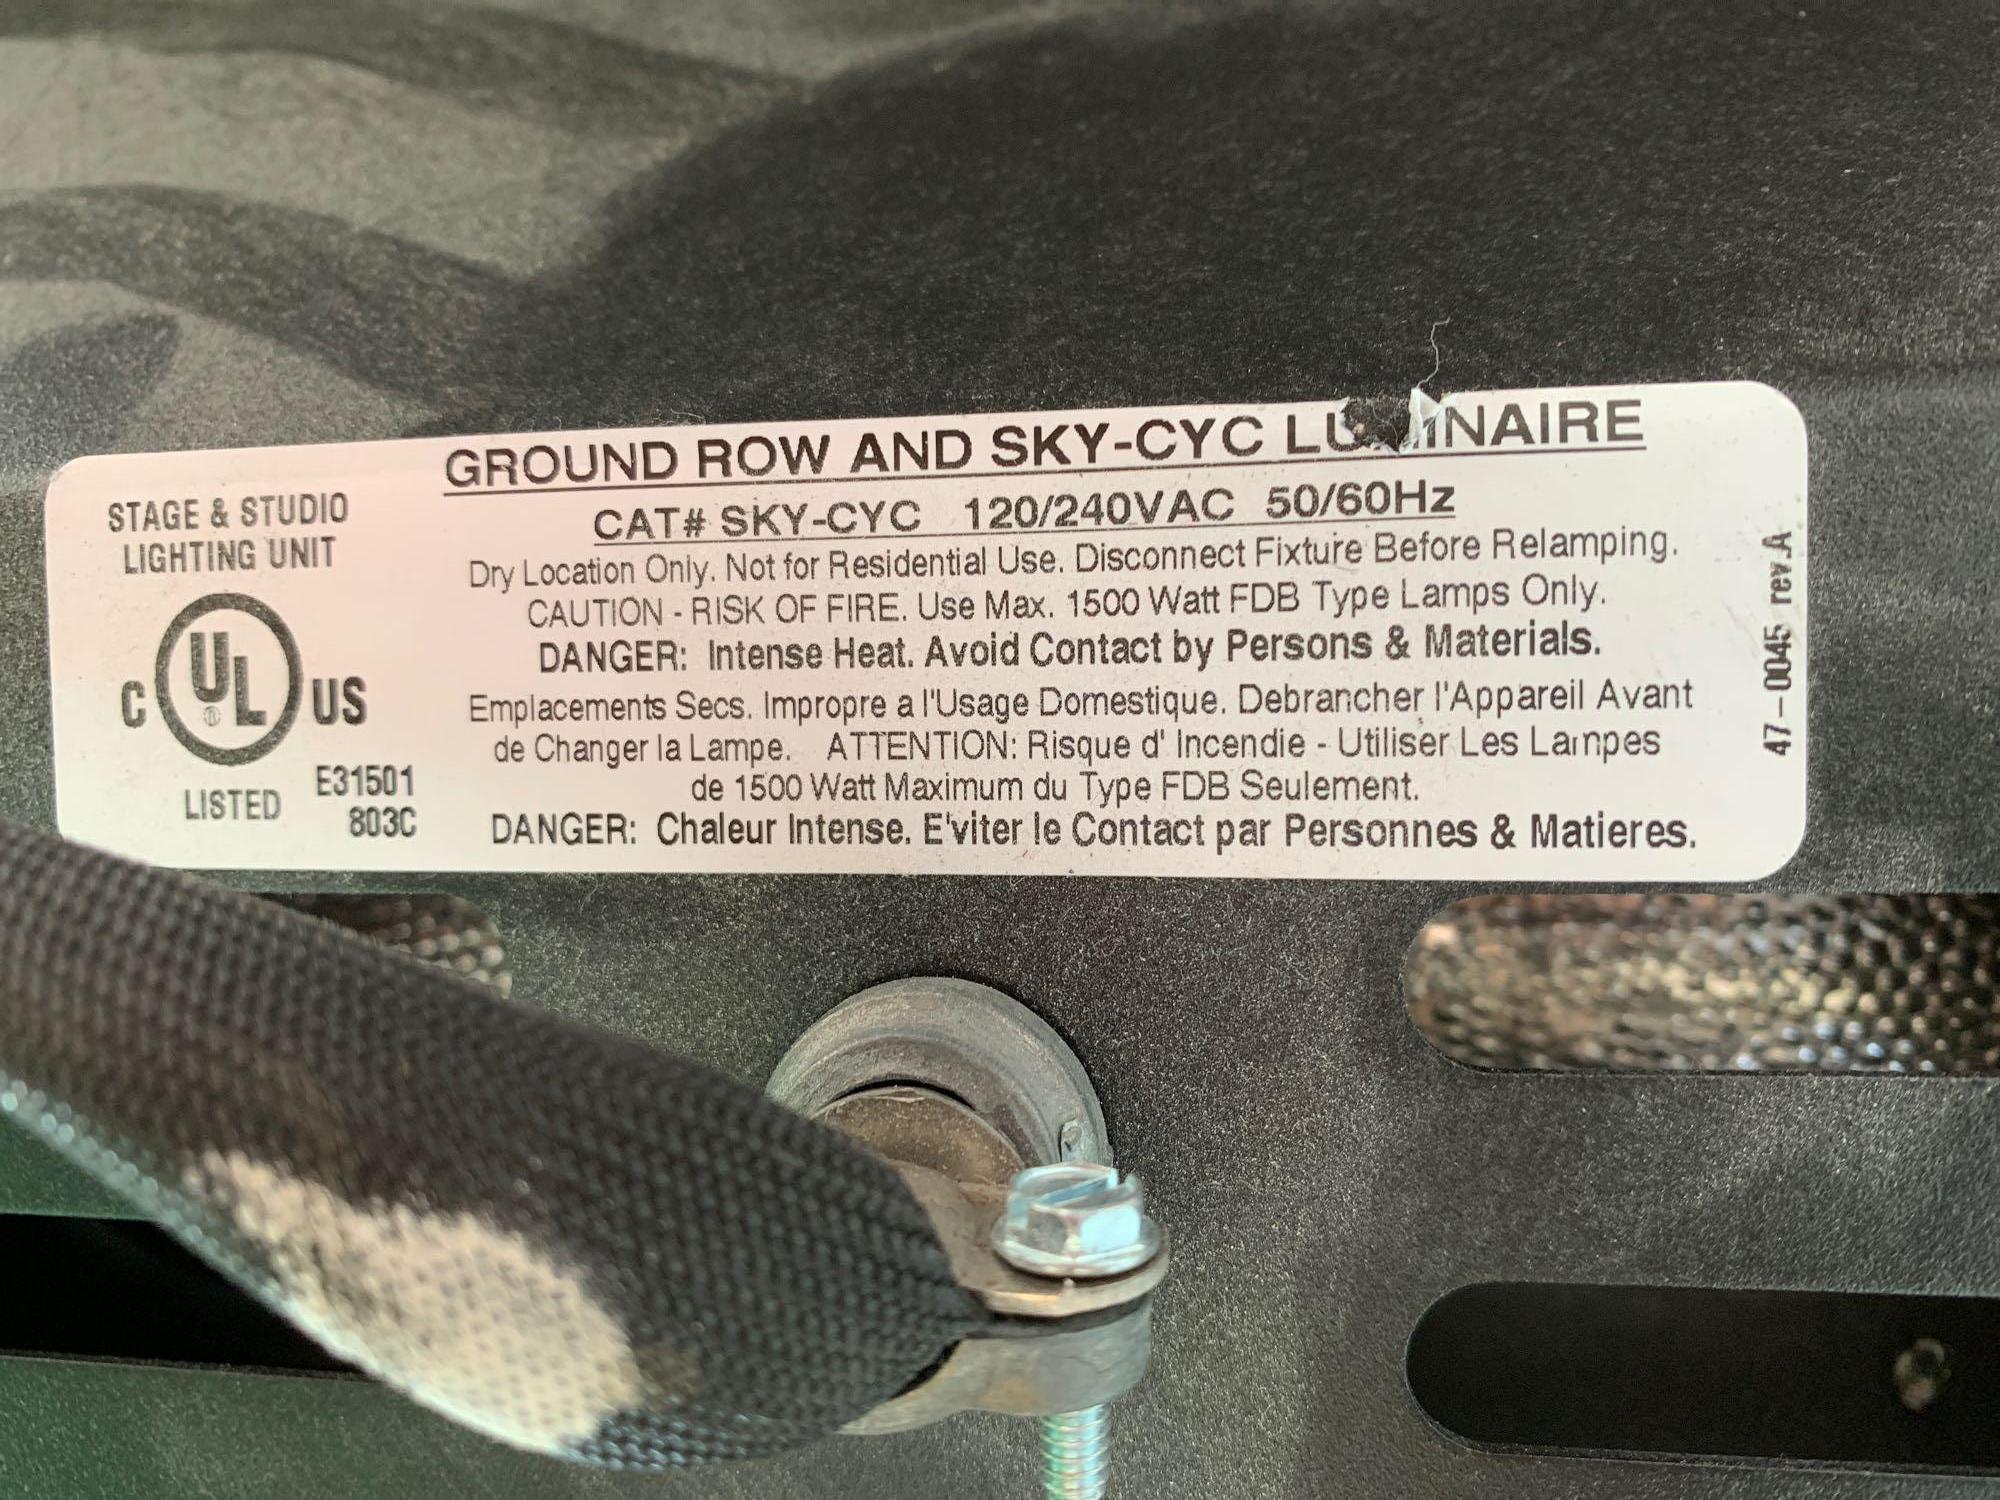 GROUND ROW AND SKY-CYC LUMINAIRE
CAT# SKY-CYC 120/240VAC 50/60Hz
Dry Location Only. Not for Residential Use. Disconnect Fixture Before Relamping.
CAUTION - RISK OF FIRE. Use Max. 1500 Watt FDB Type Lamps Only.
DANGER: Intense Heat. Avoid Contact by Persons & Materials.
Emplacements Secs. Impropre a l'Usage Domestique. Debrancher l'Appareil Avant
de Changer la Lampe. ATTENTION: Risque d' Incendie - Utiliser Les Lampes
de 1500 Watt Maximum du Type FDB Seulement.
DANGER: Chaleur Intense. E'viter le Contact par Personnes & Matieres.
STAGE & STUDIO
LIGHTING UNIT
C UL ® US
LISTED E31501
803C
47-0045 rev.A